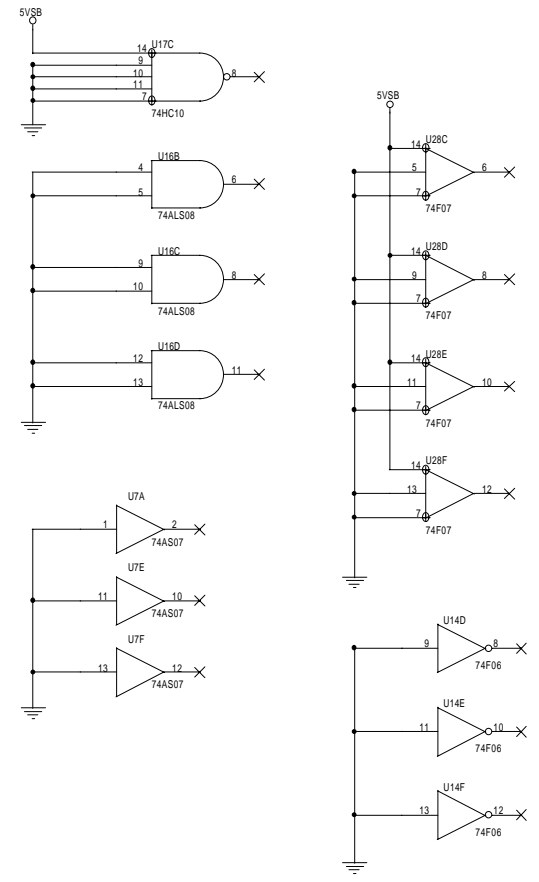 5VSB
U17C
14
9
10
11
7
8
74HC10
U16B
4
5
6
74ALS08
U16C
9
10
8
74ALS08
U16D
12
13
11
74ALS08
U7A
1
2
74AS07
U7E
11
10
74AS07
U7F
13
12
74AS07
5VSB
U28C
14
5
7
6
74F07
U28D
14
9
7
8
74F07
U28E
14
11
7
10
74F07
U28F
14
13
7
12
74F07
U14D
9
8
74F06
U14E
11
10
74F06
U14F
13
12
74F06